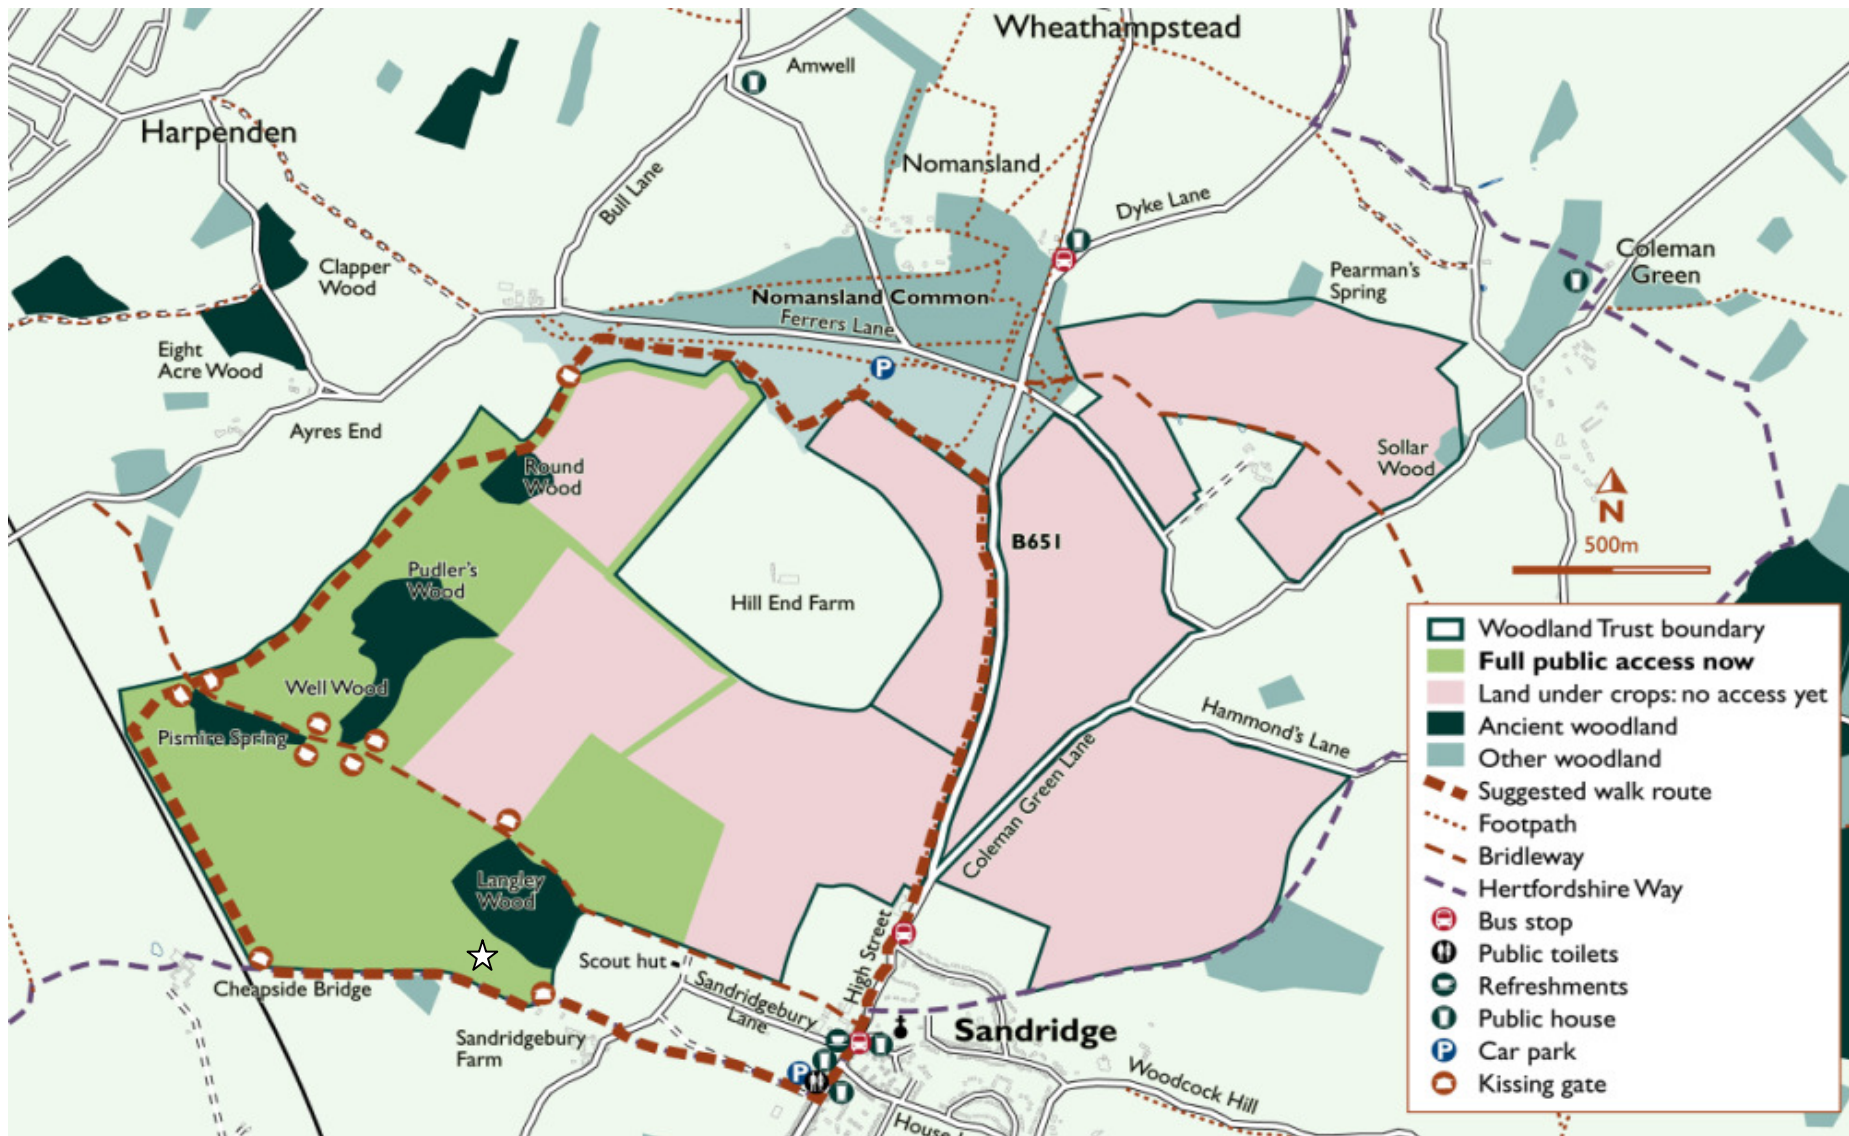 Wheathampstead
Amwell
Harpenden
Nomansland
Bull Lane
Dyke Lane
Coleman
Green
Clapper
Wood
Pearman's
Spring
Nomansland Common
Ferrers Lane
Eight
Acre Wood
P
Ayres End
Sollar
Wood
Round
Wood
N
500m
B651
Pudler's
Wood
Hill End Farm
Well Wood
Pismire Spring
Hammond's Lane
Coleman Green Lane
Langley
Wood
Scout hut
High Street
Cheapside Bridge
Sandridgebury
Lane
Sandridgebury
Farm
Sandridge
P
Woodcock Hill
House
Woodland Trust boundary
Full public access now
Land under crops: no access yet
Ancient woodland
Other woodland
Suggested walk route
Footpath
Bridleway
Hertfordshire Way
Bus stop
Public toilets
Refreshments
Public house
P Car park
Kissing gate